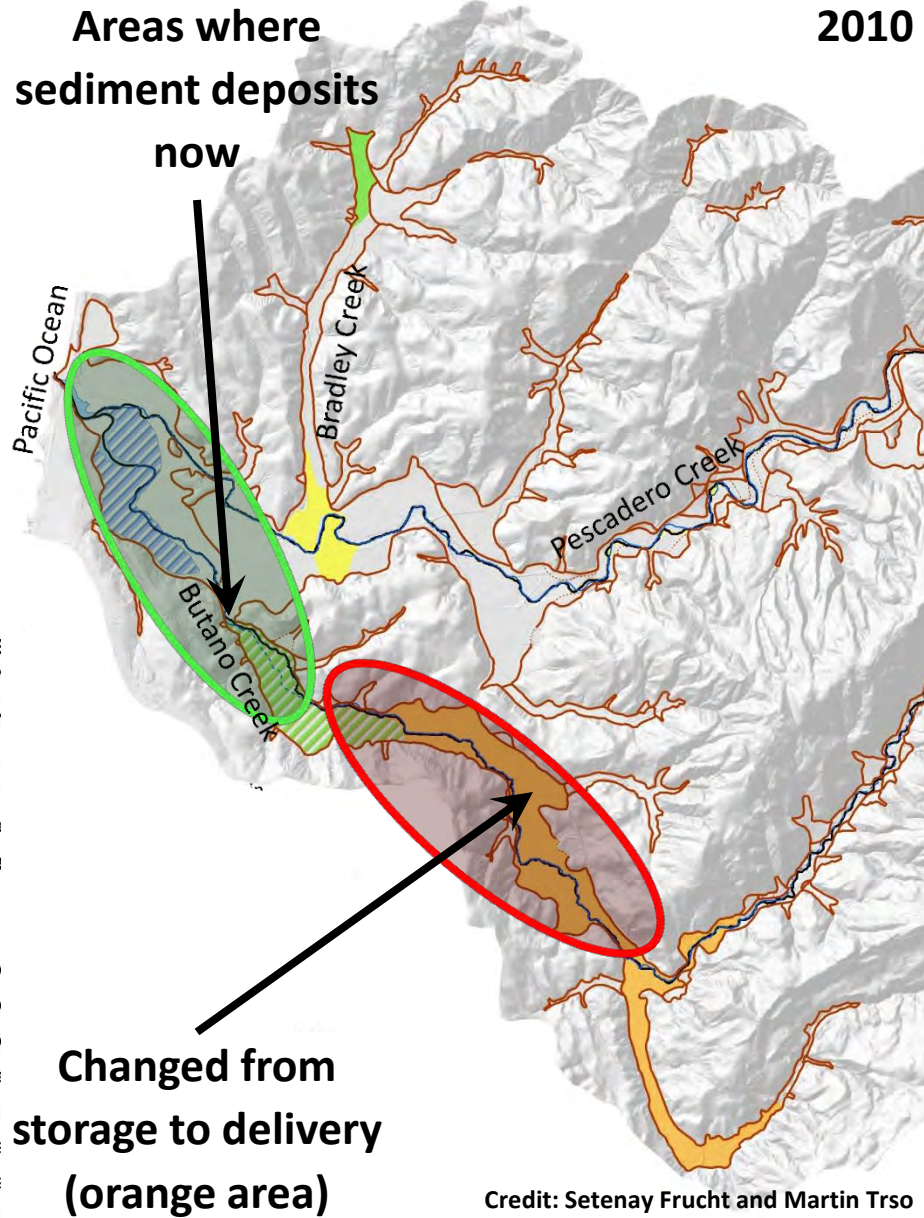 Areas where
sediment deposits
now
2010
Pacific Ocean
Bradley Creek
Pescadero Creek
Butano Creek
Changed from
storage to delivery
(orange area)
Credit: Setenay Frucht and Martin Trso